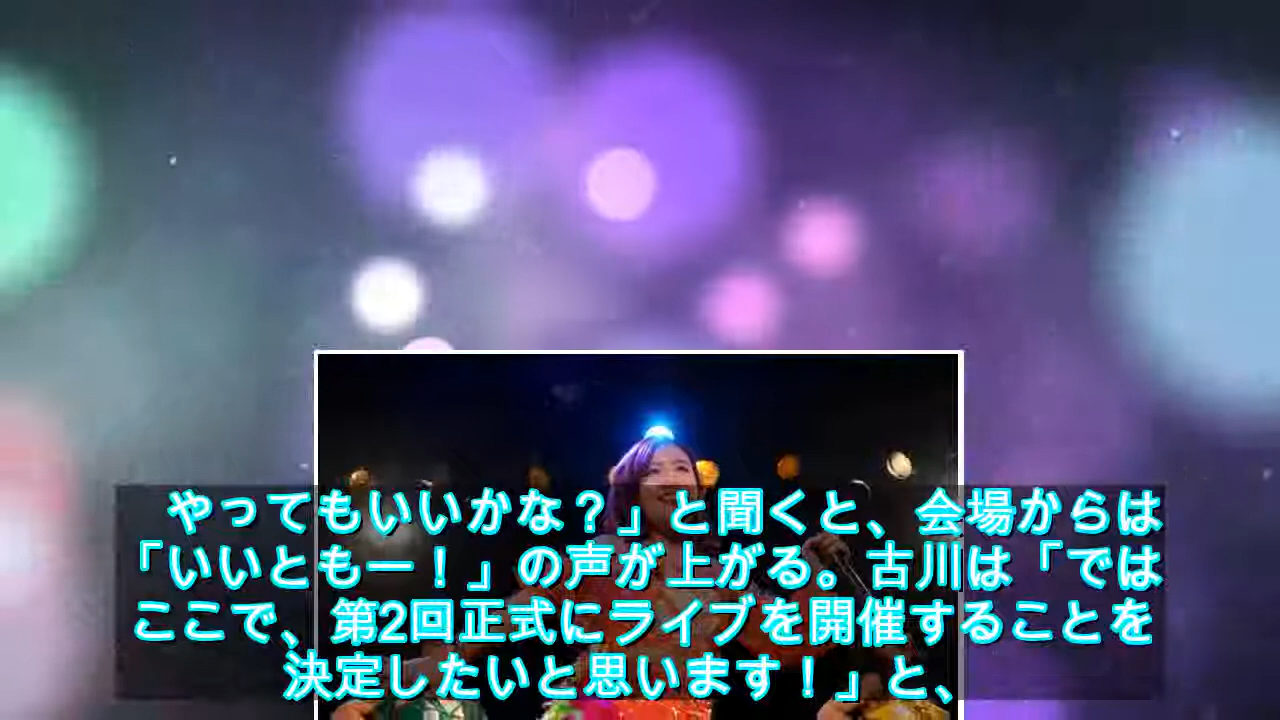 やってもいいかな？」と聞くと、会場からは
「いいともー！」の声が上がる。古川は「では
ここで、第2回正式にライブを開催することを
決定したいと思います！」と、